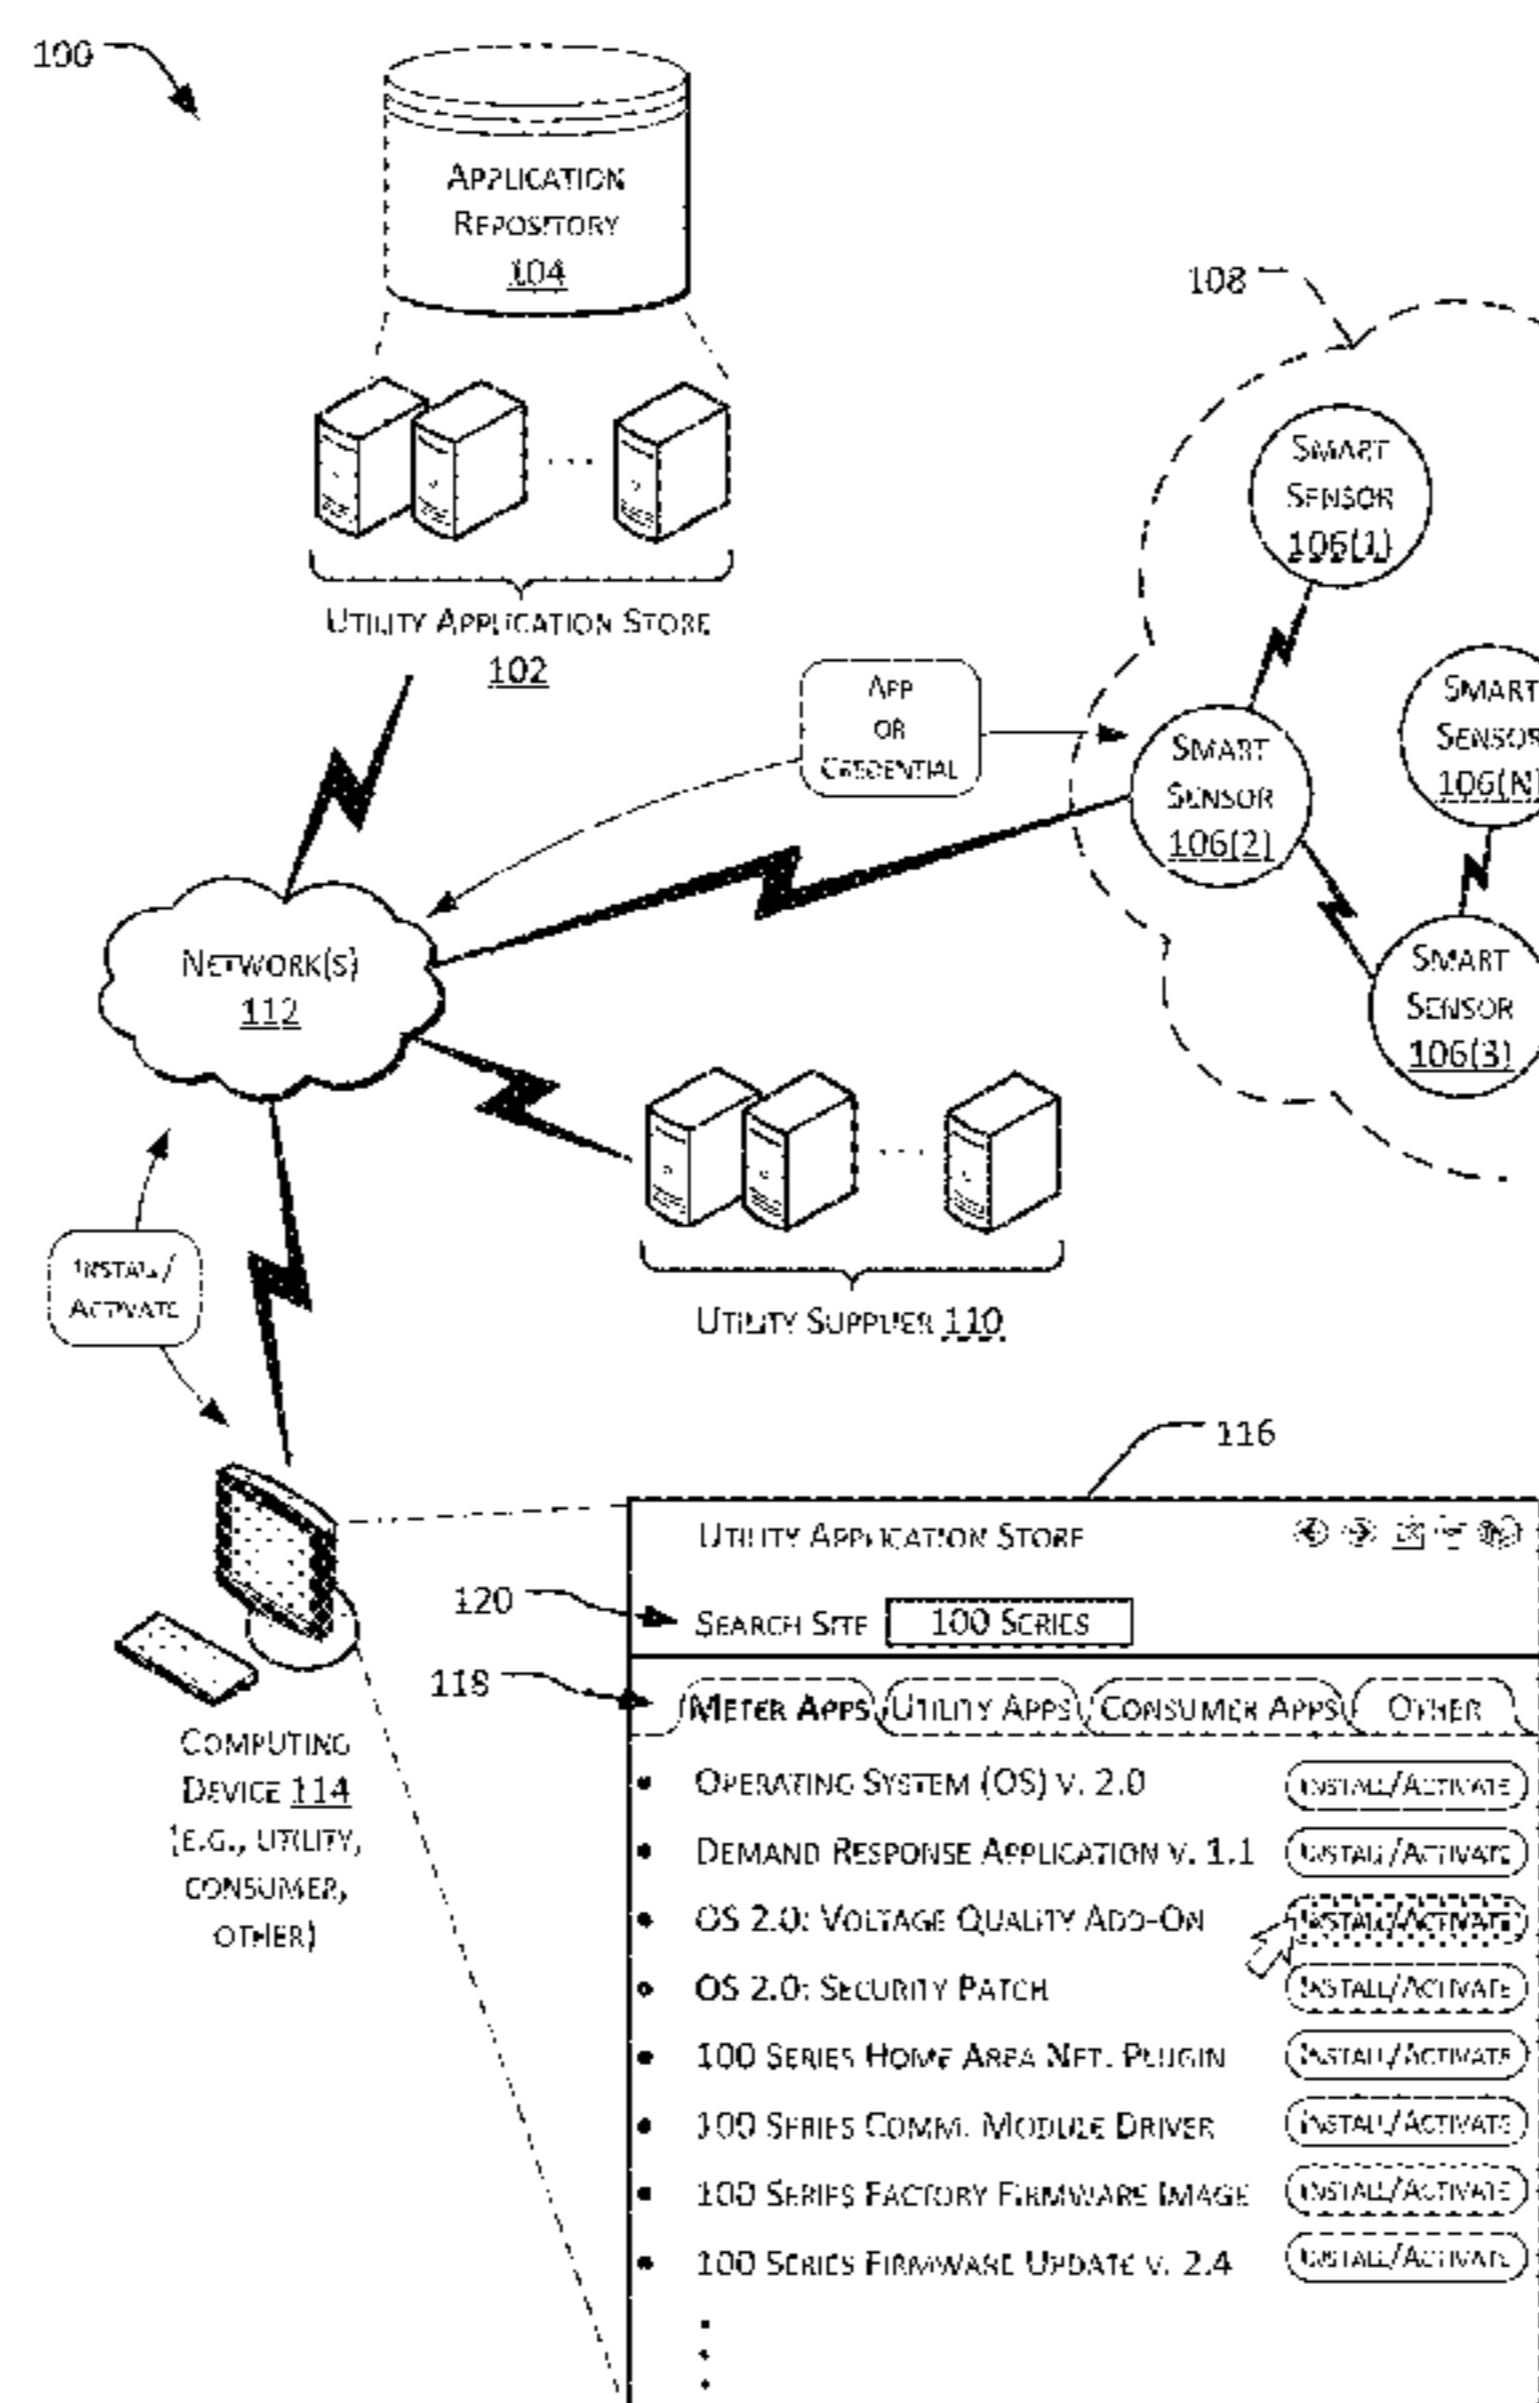 100
APPLICATION
REPOSITORY
104
108
SMART
SENSOR
106(1)
UTILITY APPLICATION STORE
102
APP
OR
CREDENTIAL
SMART
SENSOR
106(2)
SMART
SENSOR
106(N)
NETWORK(S)
112
SMART
SENSOR
106(3)
INSTALL/
ACTIVATE
UTILITY SUPPLIER 110
116
UTILITY APPLICATION STORE
120
SEARCH SITE 100 SERIES
118
METER APPS UTILITY APPS CONSUMER APPS OTHER
COMPUTING
DEVICE 114
(E.G., UTILITY,
CONSUMER,
OTHER)
• OPERATING SYSTEM (OS) V. 2.0 INSTALL/ACTIVATE
• DEMAND RESPONSE APPLICATION V. 1.1 INSTALL/ACTIVATE
• OS 2.0: VOLTAGE QUALITY ADD-ON INSTALL/ACTIVATE
• OS 2.0: SECURITY PATCH INSTALL/ACTIVATE
• 100 SERIES HOME AREA NET. PLUGIN INSTALL/ACTIVATE
• 100 SERIES COMM. MODULE DRIVER INSTALL/ACTIVATE
• 100 SERIES FACTORY FIRMWARE IMAGE INSTALL/ACTIVATE
• 100 SERIES FIRMWARE UPDATE V. 2.4 INSTALL/ACTIVATE